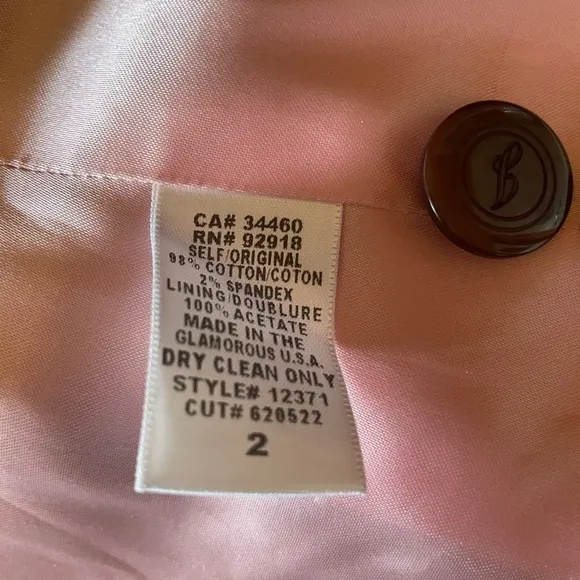 CA# 34460
RN# 92918
SELF/ORIGINAL
98% COTTON/COTON
2% SPANDEX
LINING/DOUBLURE
100% ACETATE
MADE IN THE
GLAMOROUS U.S.A.
DRY CLEAN ONLY
STYLE# 12371
CUT# 620522
2
b